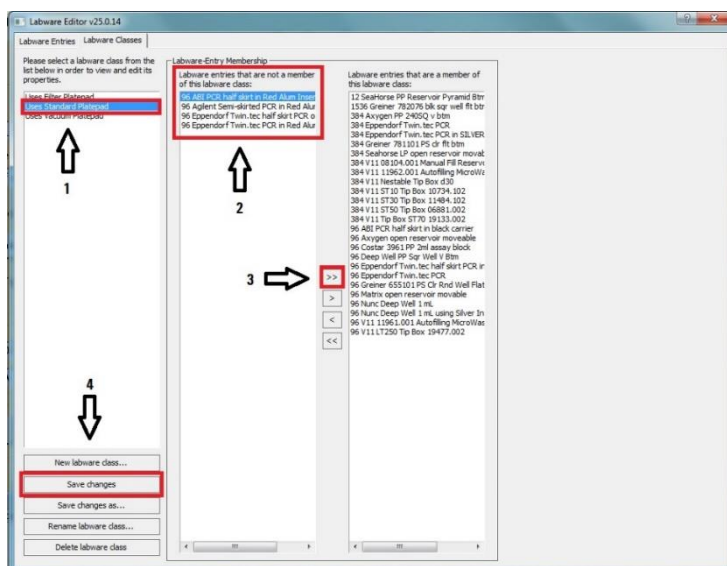 Labware Editor v25.0.14
Labware Entries Labware Classes
Please select a labware class from the
list below in order to view and edit its
properties.
Uses Filter Platepad
Uses Standard Platepad
Uses Vacuum Platepad
1
4
New labware class...
Save changes
Save changes as...
Rename labware class...
Delete labware class
Labware-Entry Membership
Labware entries that are not a member
of this labware class:
96 ABI PCR half skirt in Red Alum Inser
96 Agilent Semi-skirted PCR in Red Alur
96 Eppendorf Twin.tec half skirt PCR o
96 Eppendorf Twin.tec PCR in Red Alur
2
3
>>
>
<
<<
Labware entries that are a member of
this labware class:
12 SeaHorse PP Reservoir Pyramid Btm
1536 Greiner 782076 blk sqr well flt btr
384 Axygen PP 240SQ v btm
384 Eppendorf Twin.tec PCR
384 Eppendorf Twin.tec PCR in SILVER
384 Greiner 781101 PS clr flt btm
384 Seahorse LP open reservoir movab
384 V11 08104.001 Manual Fill Reserv
384 V11 11962.001 Autofilling MicroWa
384 V11 Nestable Tip Box d30
384 V11 ST10 Tip Box 10734.102
384 V11 ST30 Tip Box 11484.102
384 V11 ST50 Tip Box 06881.002
384 V11 Tip Box ST70 19133.002
96 ABI PCR half skirt in black carrier
96 Axygen open reservoir moveable
96 Costar 3961 PP 2ml assay block
96 Deep Well PP Sqr Well V Btm
96 Eppendorf Twin.tec half skirt PCR ir
96 Eppendorf Twin.tec PCR
96 Greiner 655101 PS Clr Rnd Well Flat
96 Matrix open reservoir movable
96 Nunc Deep Well 1 mL
96 Nunc Deep Well 1 mL using Silver In
96 V11 11961.001 Autofilling MicroWas
96 V11 LT250 Tip Box 19477.002